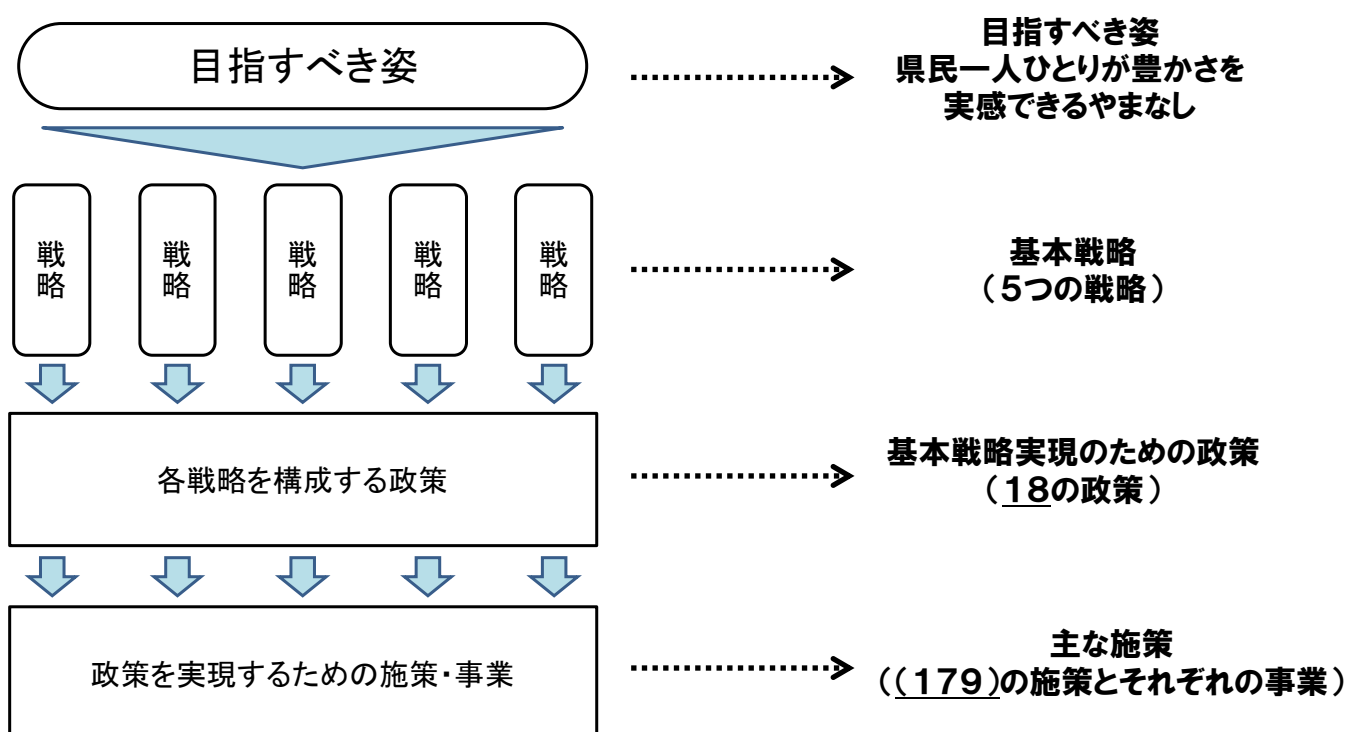 目指すべき姿
目指すべき姿
県民一人ひとりが豊かさを
実感できるやまなし
戦略
戦略
戦略
戦略
戦略
基本戦略
（５つの戦略）
各戦略を構成する政策
基本戦略実現のための政策
（１８の政策）
政策を実現するための施策・事業
主な施策
（（１７９）の施策とそれぞれの事業）